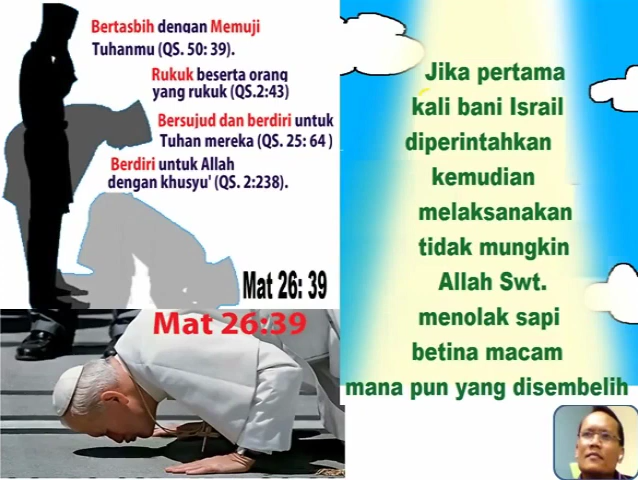 Bertasbih dengan Memuji
Tuhanmu (QS. 50: 39).
Rukuk beserta orang
yang rukuk (QS.2:43)
Bersujud dan berdiri untuk
Tuhan mereka (QS. 25: 64 )
Berdiri untuk Allah
dengan khusyu' (QS. 2:238).
Mat 26: 39
Mat 26:39
Jika pertama
kali bani Israil
diperintahkan
kemudian
melaksanakan
tidak mungkin
Allah Swt.
menolak sapi
betina macam
mana pun yang disembelih